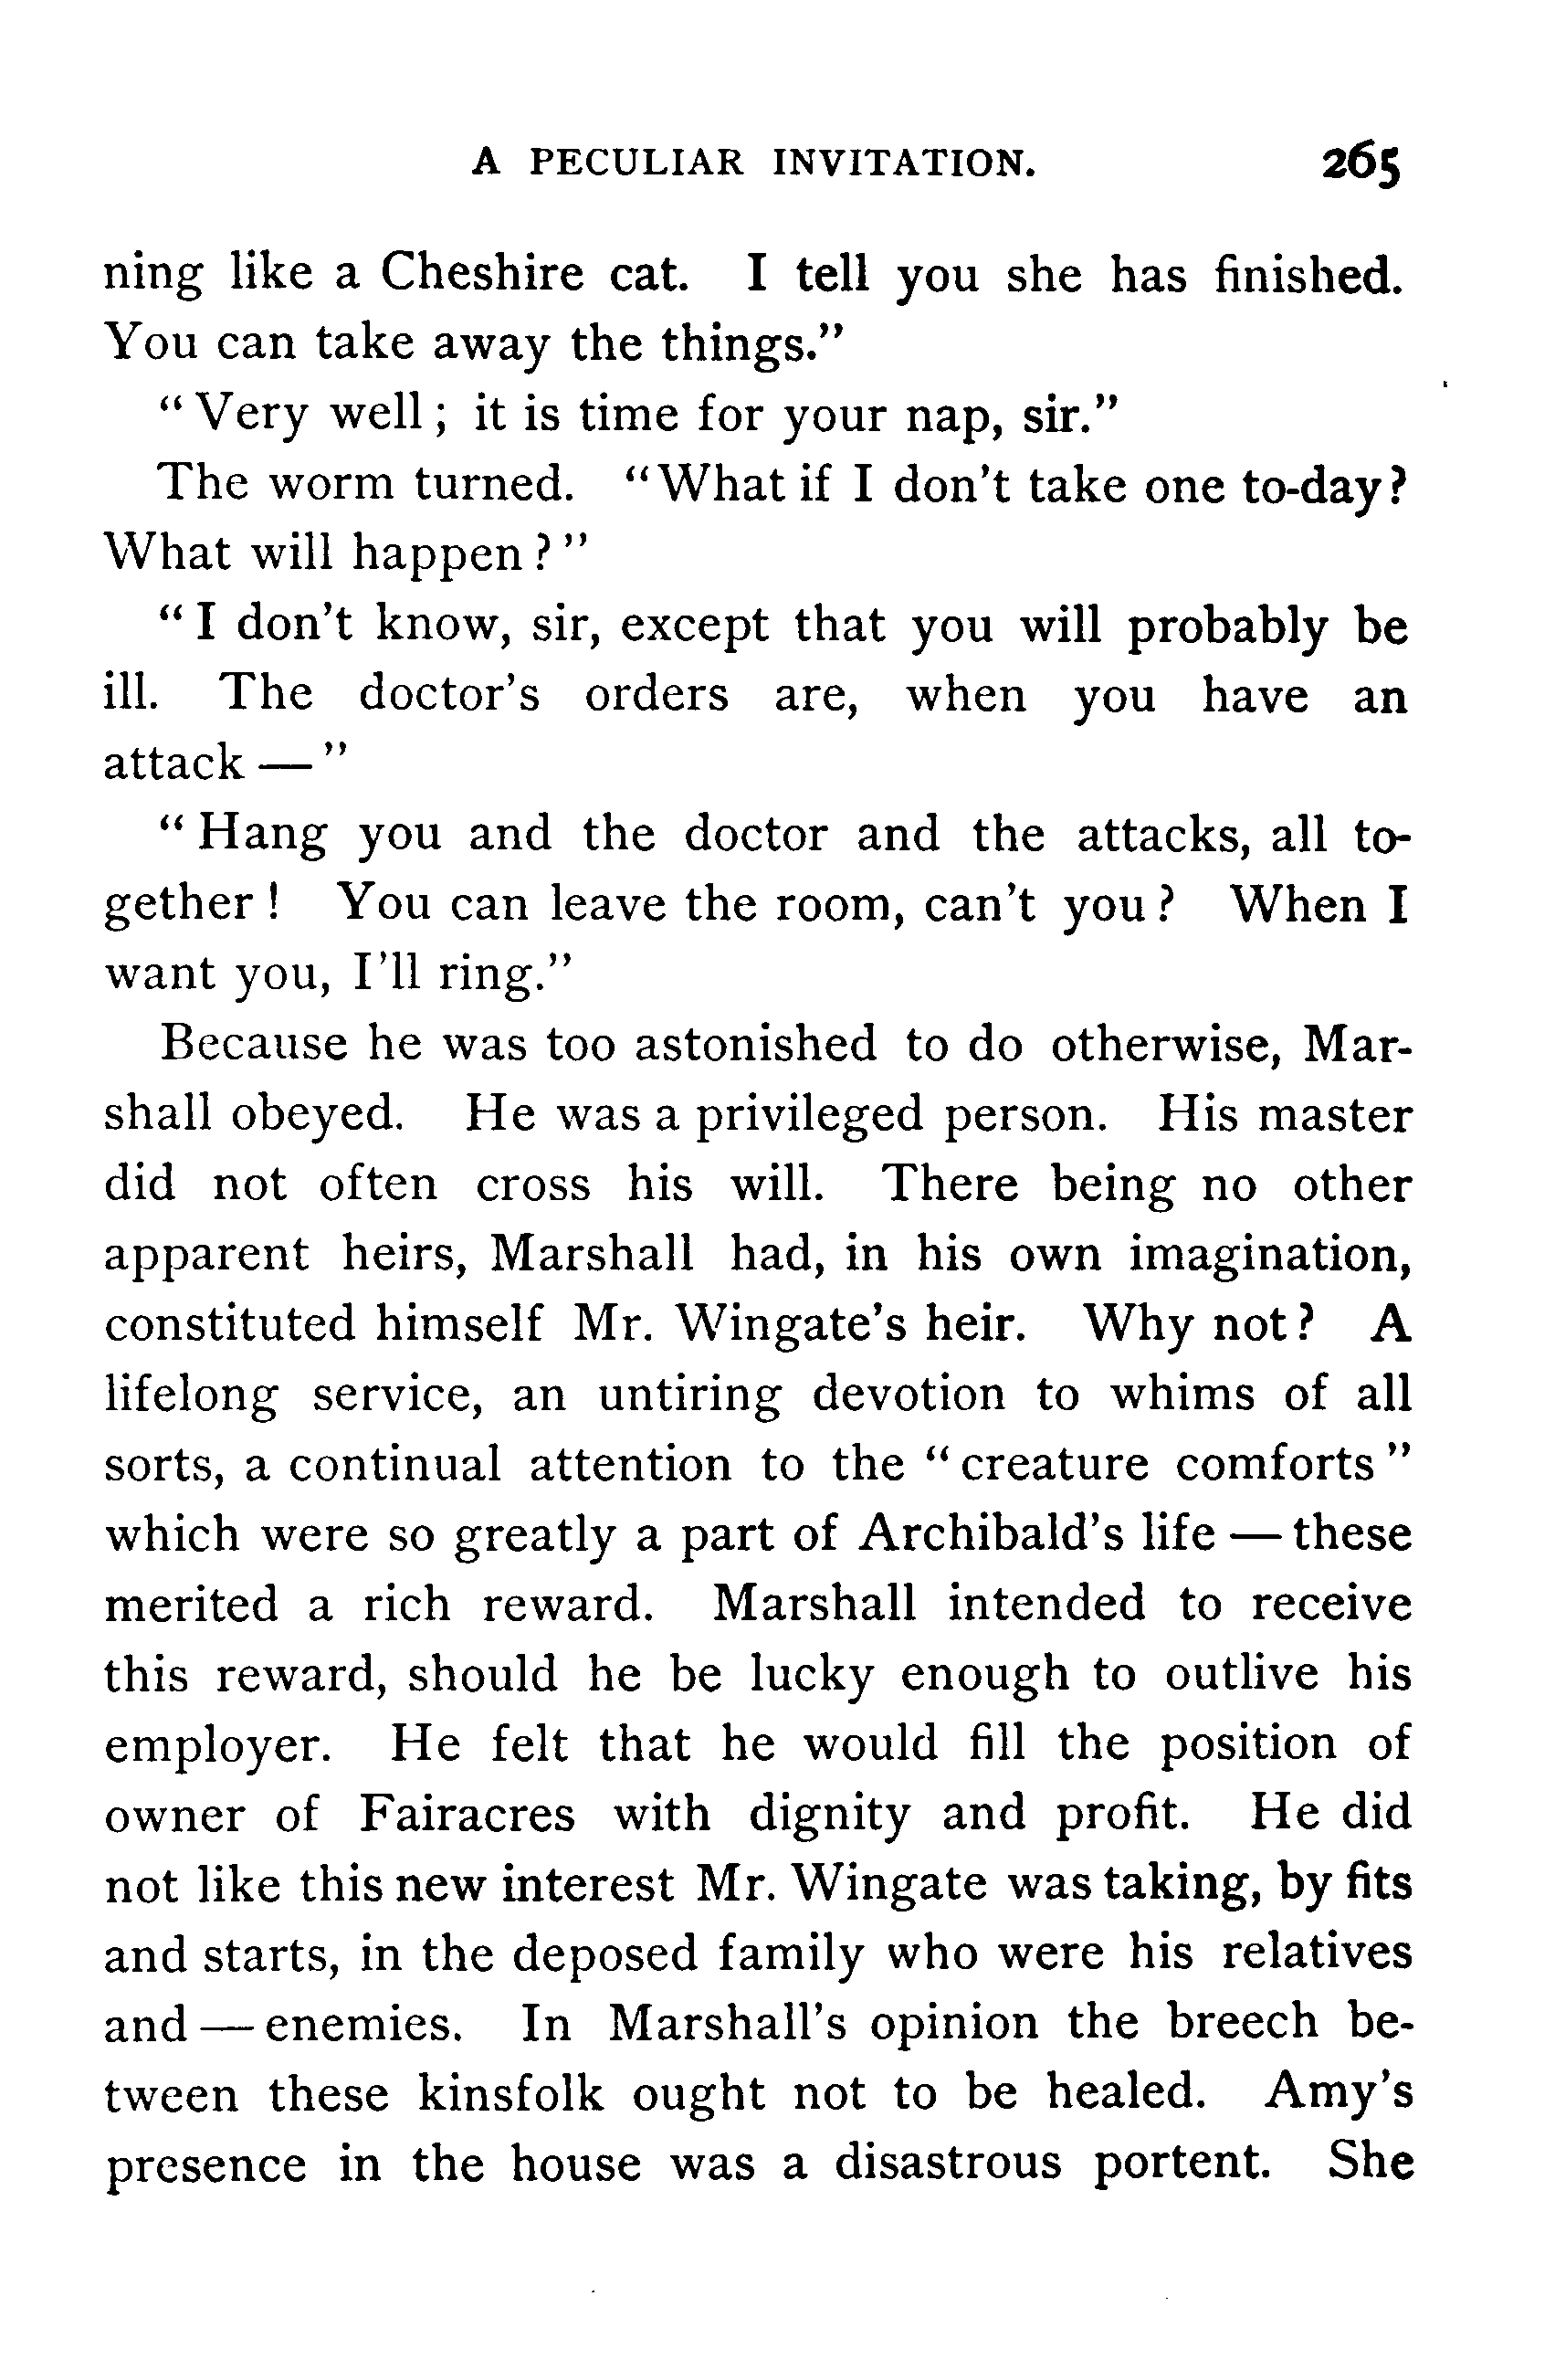 A PECULIAR INVITATION. 265
ning like a Cheshire cat. I tell you she has finished.
You can take away the things.”
“Very well; it is time for your nap, sir.”
The worm turned. “What if I don’t take one to-day?
What will happen?”
“I don’t know, sir, except that you will probably be
ill. The doctor’s orders are, when you have an
attack—”
“Hang you and the doctor and the attacks, all to-
gether! You can leave the room, can’t you? When I
want you, I’ll ring.”
Because he was too astonished to do otherwise, Mar-
shall obeyed. He was a privileged person. His master
did not often cross his will. There being no other
apparent heirs, Marshall had, in his own imagination,
constituted himself Mr. Wingate’s heir. Why not? A
lifelong service, an untiring devotion to whims of all
sorts, a continual attention to the “creature comforts”
which were so greatly a part of Archibald’s life—these
merited a rich reward. Marshall intended to receive
this reward, should he be lucky enough to outlive his
employer. He felt that he would fill the position of
owner of Fairacres with dignity and profit. He did
not like this new interest Mr. Wingate was taking, by fits
and starts, in the deposed family who were his relatives
and—enemies. In Marshall’s opinion the breech be-
tween these kinsfolk ought not to be healed. Amy’s
presence in the house was a disastrous portent. She